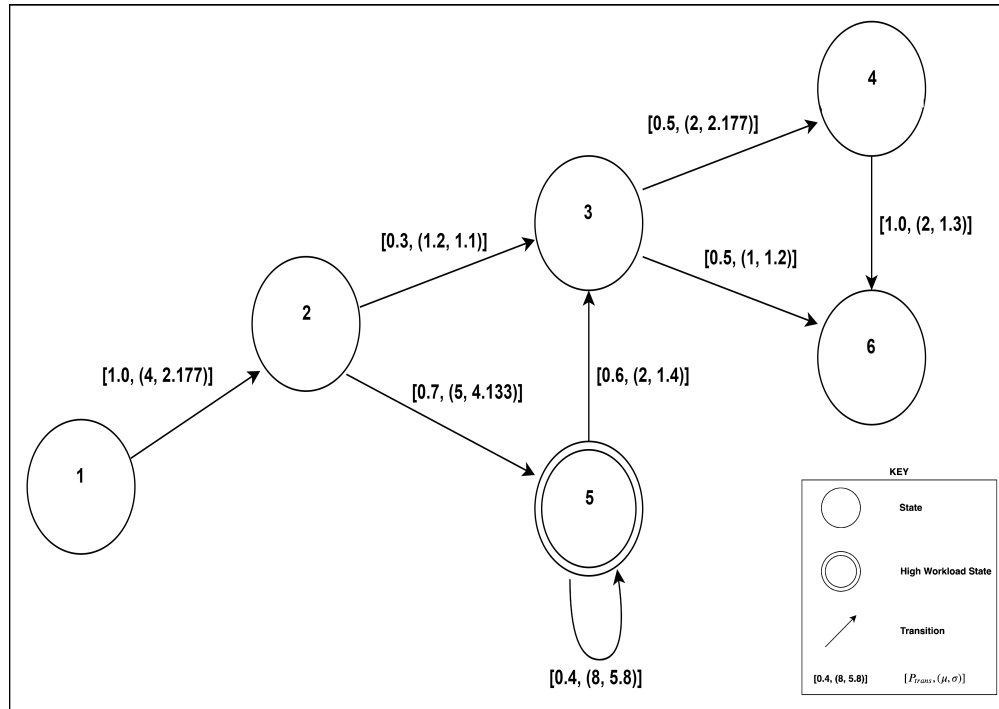 4
[0.5, (2, 2.177)]
3
[1.0, (2, 1.3)]
[0.3, (1.2, 1.1)]
[0.5, (1, 1.2)]
2
6
[1.0, (4, 2.177)]
[0.7, (5, 4.133)]
[0.6, (2, 1.4)]
1
5
[0.4, (8, 5.8)]
KEY
State
High Workload State
Transition
[0.4, (8, 5.8)] [P_{trans}, (μ, σ)]